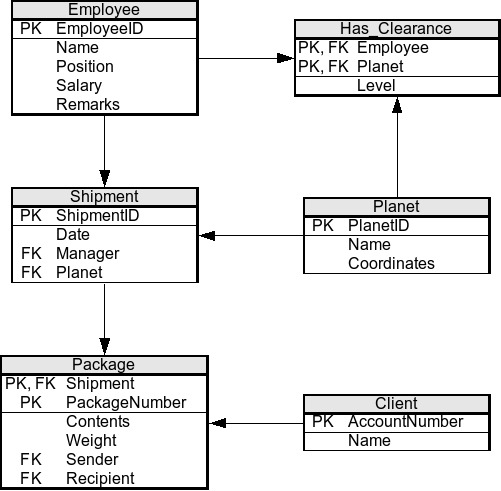 Employee
PK EmployeeID
Name
Position
Salary
Remarks
Has_Clearance
PK, FK Employee
PK, FK Planet
Level
Shipment
PK ShipmentID
Date
FK Manager
FK Planet
Planet
PK PlanetID
Name
Coordinates
Package
PK, FK Shipment
PK PackageNumber
Contents
Weight
FK Sender
FK Recipient
Client
PK AccountNumber
Name